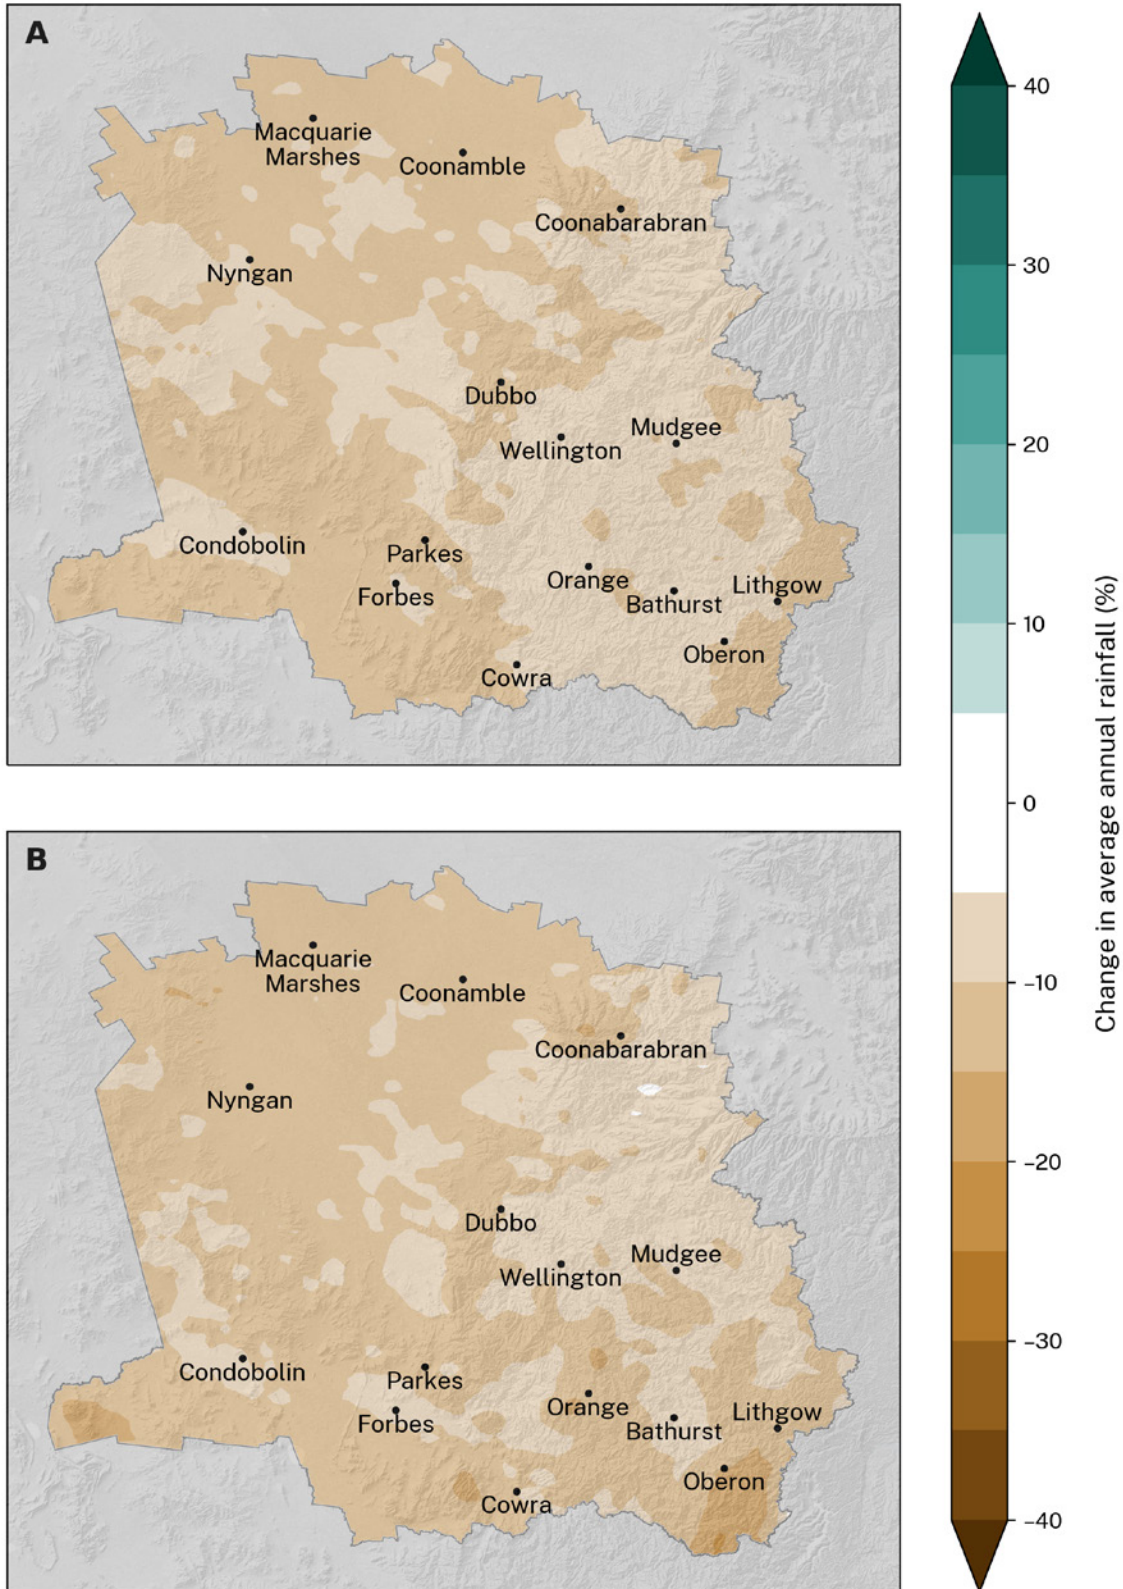 A
Macquarie
Marshes
Coonamble
Coonabarabran
Nyngan
Dubbo
Mudgee
Wellington
Condobolin
Parkes
Forbes
Orange
Bathurst
Lithgow
Oberon
Cowra
B
Macquarie
Marshes
Coonamble
Coonabarabran
Nyngan
Dubbo
Mudgee
Wellington
Condobolin
Parkes
Forbes
Orange
Bathurst
Lithgow
Oberon
Cowra
40
30
20
10
0
−10
−20
−30
−40
Change in average annual rainfall (%)